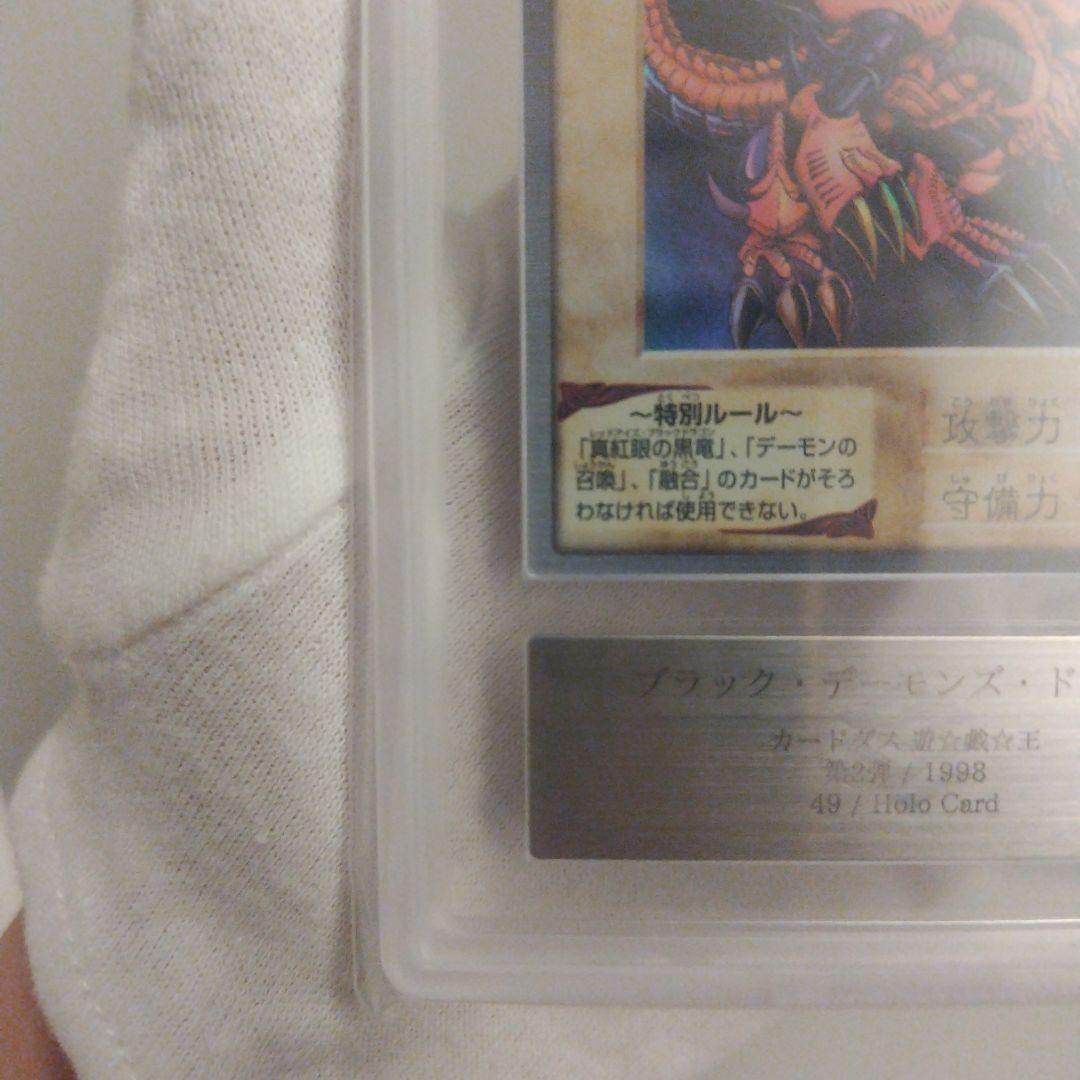 ～特別ルール～
「真紅眼の黒竜」、「デーモンの
召喚」、「融合」のカードがそろ
わなければ使用できない。
攻撃力
守備力
ブラック・デーモンズ・ド
カードダス 遊☆戯☆王
第2弾 / 1998
49 / Holo Card